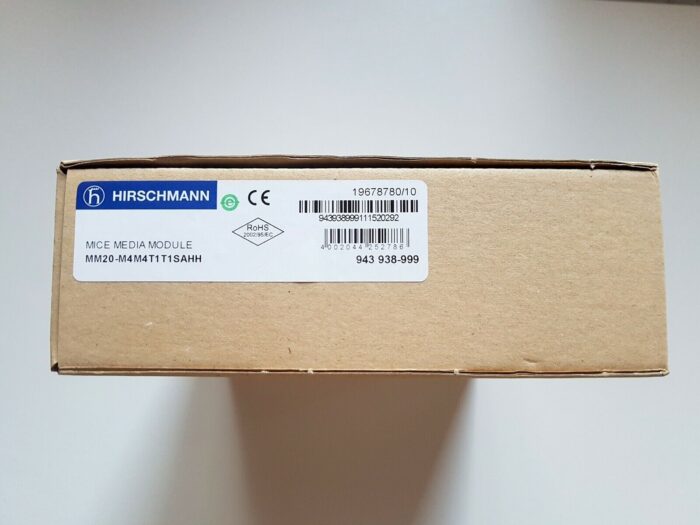 HIRSCHMANN
CE
19678780/10
943938999111520292
RoHS
2002/95/EC
4002044 252786
MICE MEDIA MODULE
MM20-M4M4T1T1SAHH
943 938-999